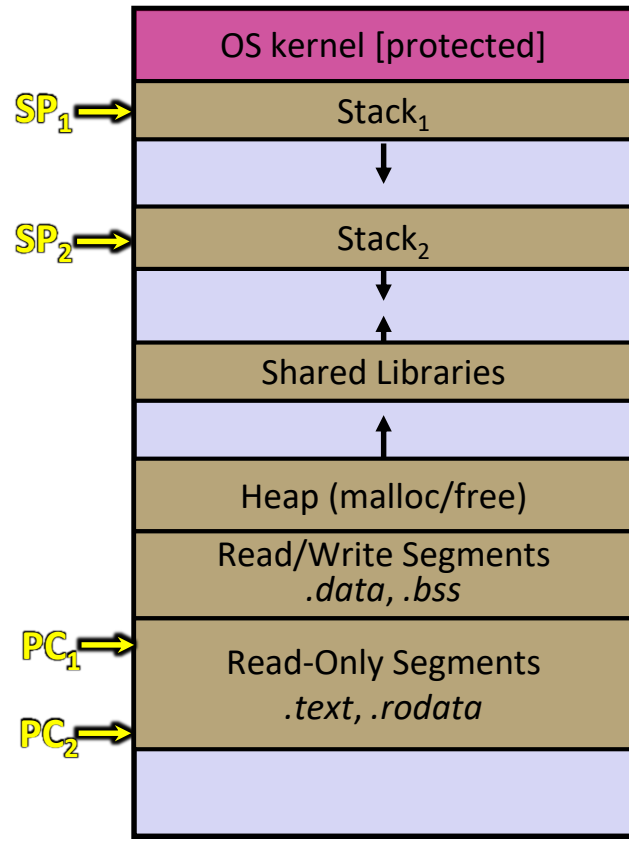 OS kernel [protected]
SP₁
Stack₁
SP₂
Stack₂
Shared Libraries
Heap (malloc/free)
Read/Write Segments
.data, .bss
PC₁
Read-Only Segments
.text, .rodata
PC₂